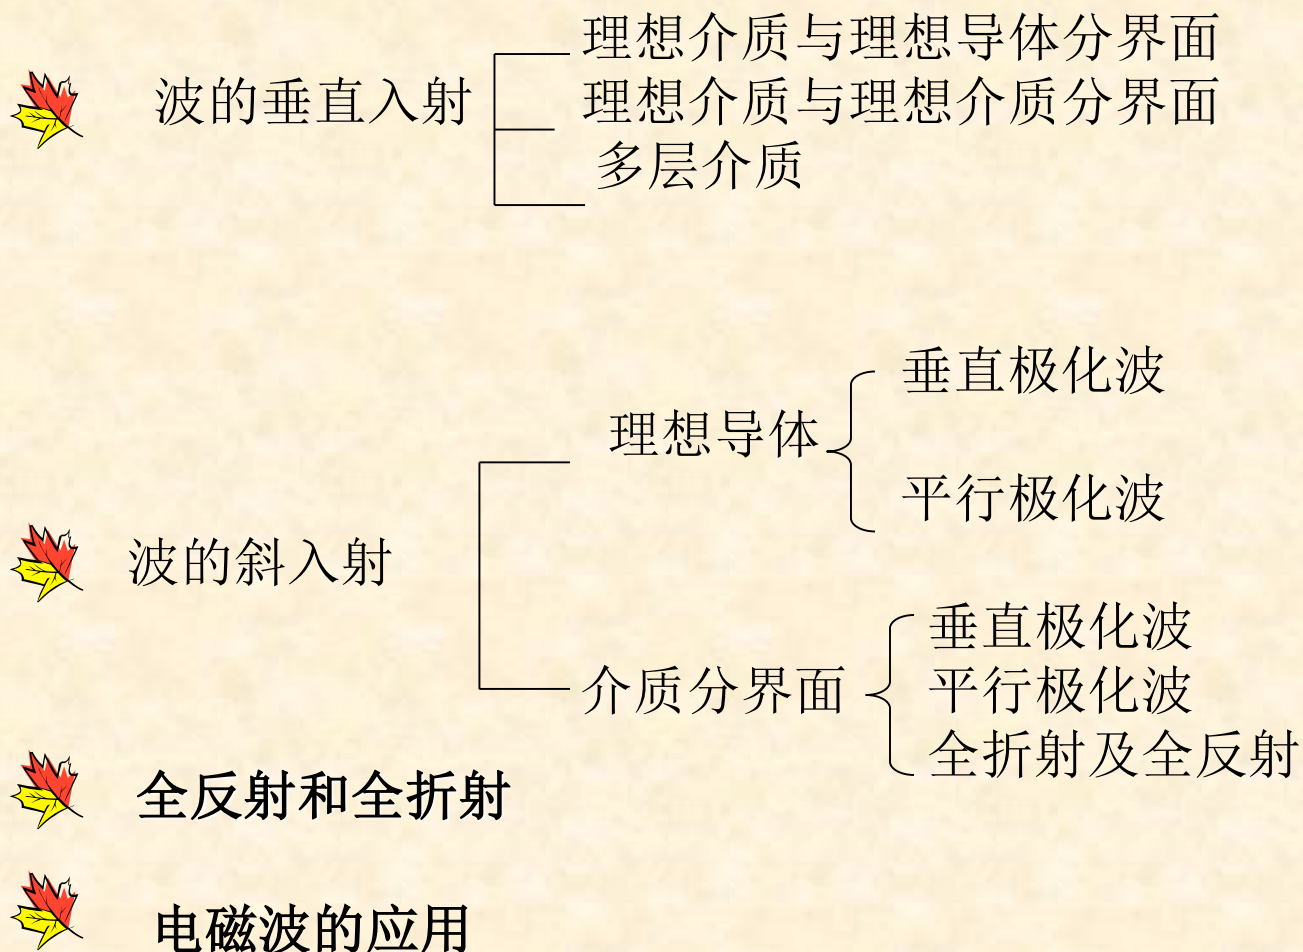 理想介质与理想导体分界面
波的垂直入射 理想介质与理想介质分界面
多层介质
垂直极化波
理想导体
平行极化波
波的斜入射
垂直极化波
介质分界面 平行极化波
全折射及全反射
全反射和全折射
电磁波的应用